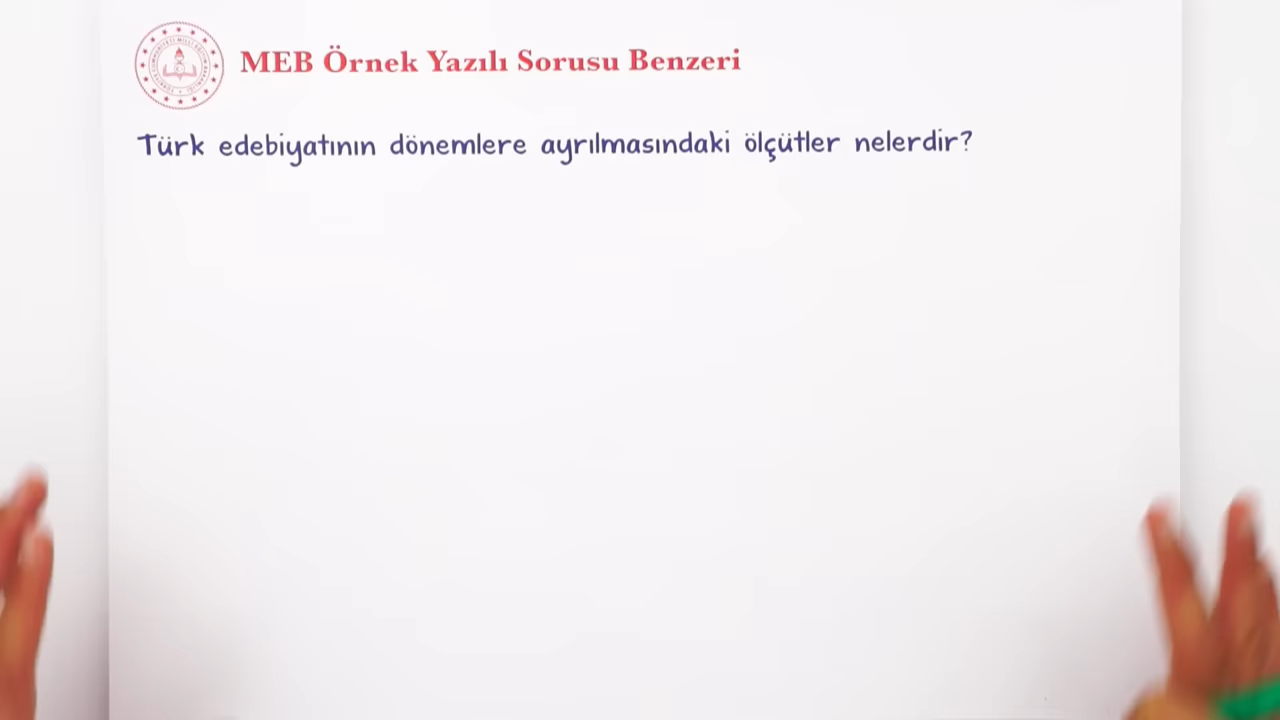 MEB Örnek Yazılı Sorusu Benzeri
Türk edebiyatının dönemlere ayrılmasındaki ölçütler nelerdir?